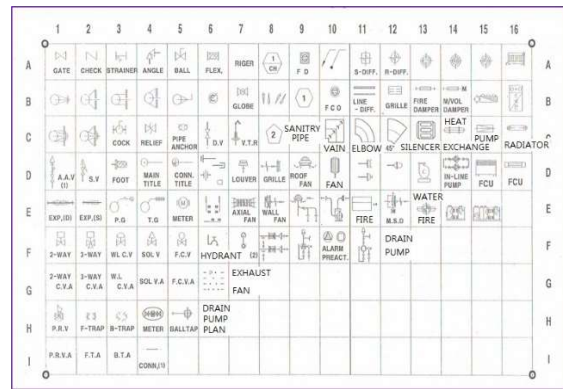 1 2 3 4 5 6 7 8 9 10 11 12 13 14 15 16
A GATE CHECK STRAINER ANGLE BALL FLEX, RIGER 1 CH F D S-DIFF. R-DIFF. A
B GLOBE 1 F C O LINE -DIFF. GRILLE FIRE DAMPER M/VOL DAMPER N B
C COCK RELIEF PIPE ANCHOR D.V V.T.R 2 SANITRY PIPE VAIN ELBOW 45° SILENCER HEAT EXCHANGE PUMP RADIATOR
D A.A.V (1) S.V FOOT MAIN TITLE CONN. TITLE LOUVER GRILLE ROOF FAN FAN IN-LINE PUMP FCU FCU D
E EXP,(D) EXP,(S) P.G T.G METER AXIAL FAN WALL FAN FIRE M.S.D WATER FIRE E
F 2-WAY 3-WAY WL C.V SOL V F.C.V HYDRANT (2) ALARM PREACT. DRAIN PUMP F
G 2-WAY C.V.A 3-WAY C.V.A W.L C.V.A SOL V.A F.C.V.A EXHAUST FAN G
H P.R.V F-TRAP B-TRAP METER BALLTAP DRAIN PUMP PLAN H
I P.R.V.A F.T.A B.T.A CONN,(1) I